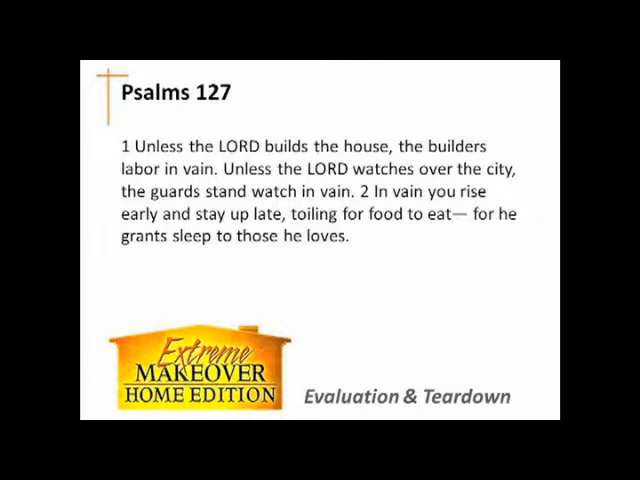 Psalms 127
1 Unless the LORD builds the house, the builders
labor in vain. Unless the LORD watches over the city,
the guards stand watch in vain. 2 In vain you rise
early and stay up late, toiling for food to eat— for he
grants sleep to those he loves.
Extreme
MAKEOVER
HOME EDITION
Evaluation & Teardown